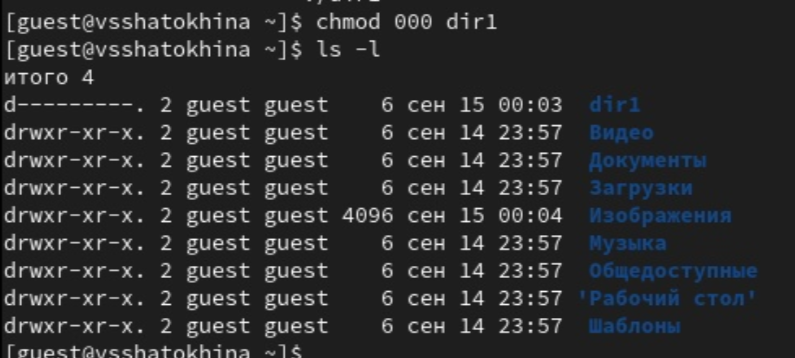 [guest@vsshatokhina ~]$ chmod 000 dir1
[guest@vsshatokhina ~]$ ls -l
итого 4
d---------. 2 guest guest    6 сен 15 00:03  dir1
drwxr-xr-x. 2 guest guest    6 сен 14 23:57  Видео
drwxr-xr-x. 2 guest guest    6 сен 14 23:57  Документы
drwxr-xr-x. 2 guest guest    6 сен 14 23:57  Загрузки
drwxr-xr-x. 2 guest guest 4096 сен 15 00:04  Изображения
drwxr-xr-x. 2 guest guest    6 сен 14 23:57  Музыка
drwxr-xr-x. 2 guest guest    6 сен 14 23:57  Общедоступные
drwxr-xr-x. 2 guest guest    6 сен 14 23:57 'Рабочий стол'
drwxr-xr-x. 2 guest guest    6 сен 14 23:57  Шаблоны
[guest@vsshatokhina ~]$